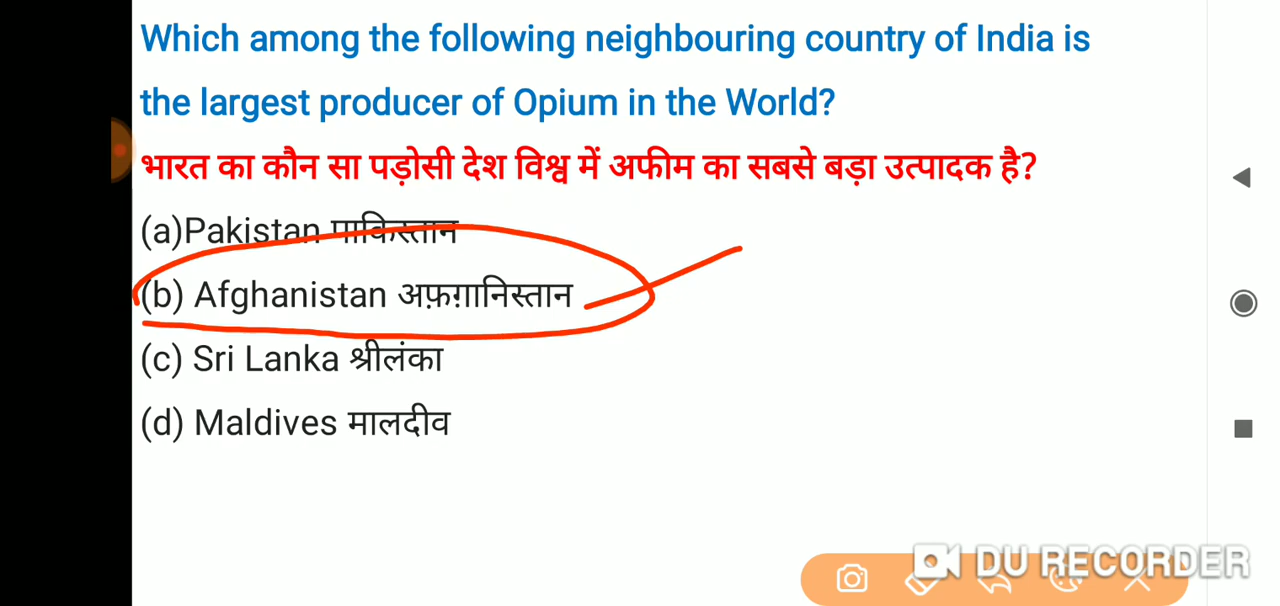 Which among the following neighbouring country of India is
the largest producer of Opium in the World?
भारत का कौन सा पड़ोसी देश विश्व में अफीम का सबसे बड़ा उत्पादक है?
(a)Pakistan पाकिस्तान
(b) Afghanistan अफ़ग़ानिस्तान
(c) Sri Lanka श्रीलंका
(d) Maldives मालदीव
DU RECORDER